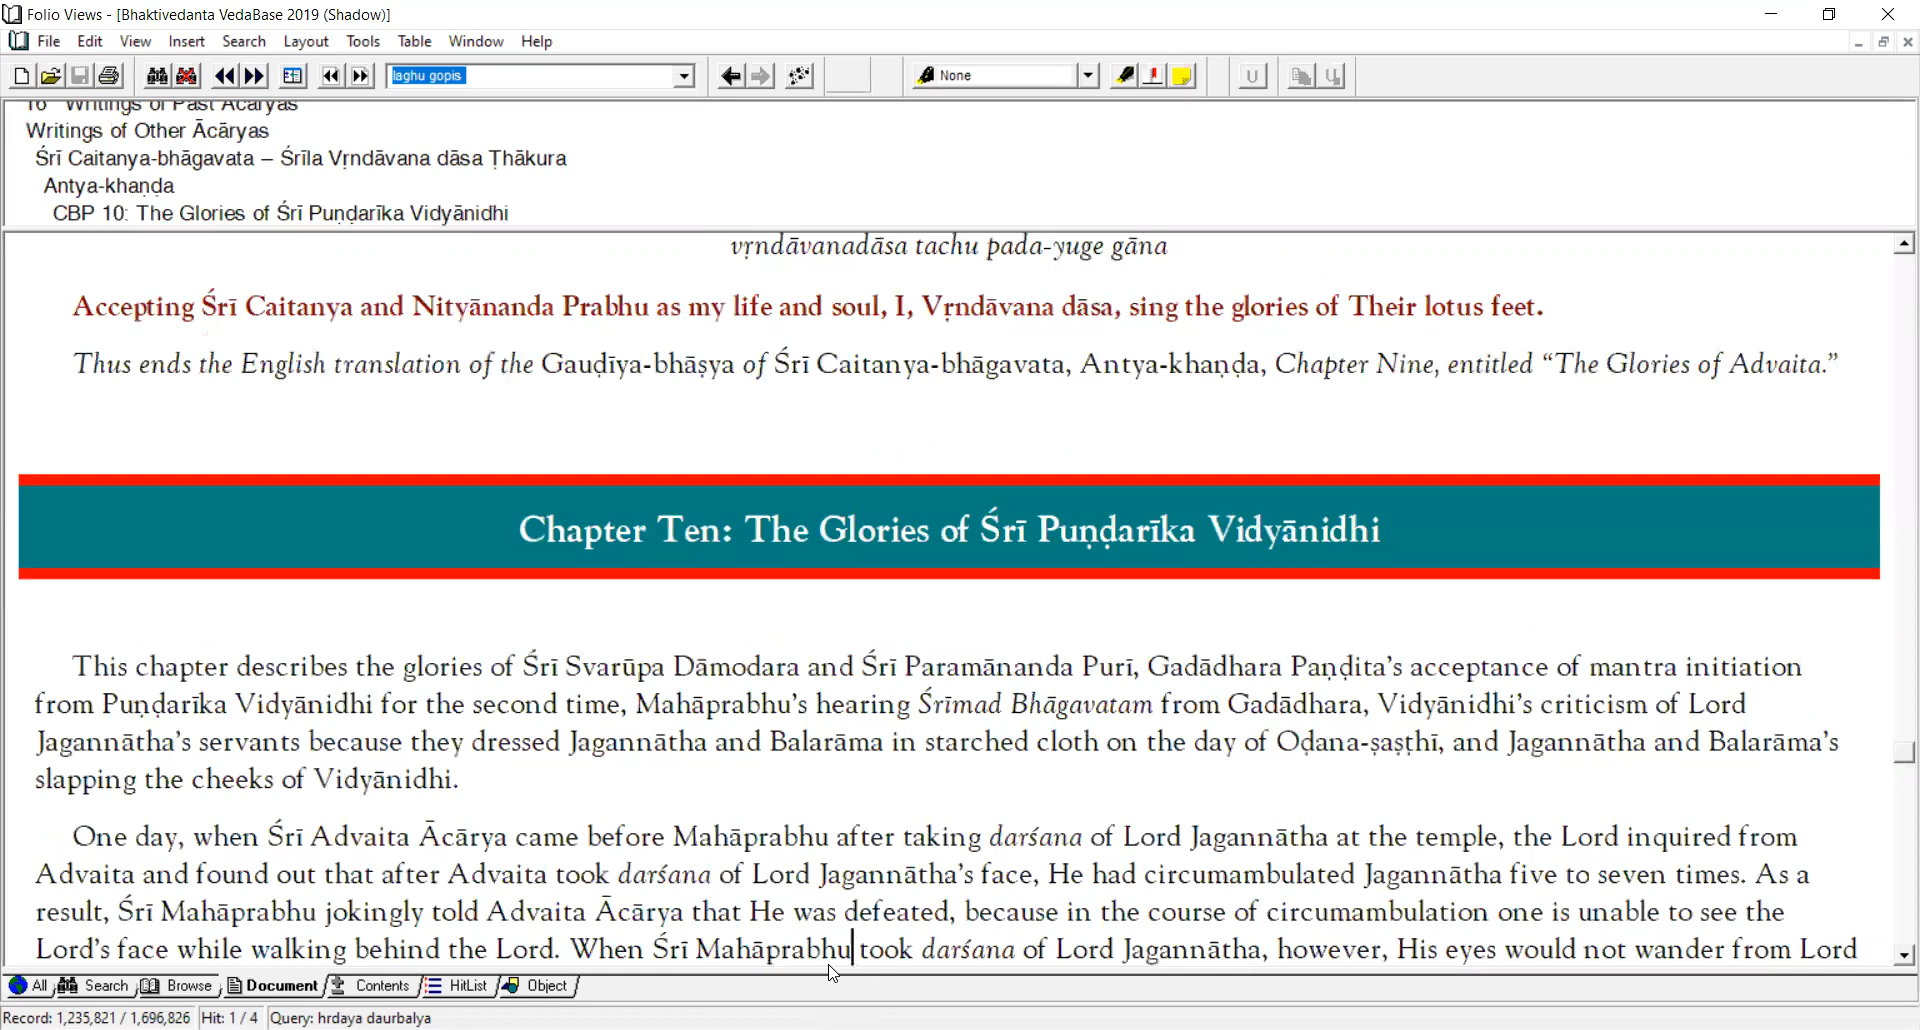 Folio Views - [Bhaktivedanta VedaBase 2019 (Shadow)]
File Edit View Insert Search Layout Tools Table Window Help
laghu gopis
None
16 Writings of Past Ācāryas
Writings of Other Ācāryas
Śrī Caitanya-bhāgavata – Śrīla Vṛndāvana dāsa Ṭhākura
Antya-khaṇḍa
CBP 10: The Glories of Śrī Puṇḍarīka Vidyānidhi
vṛndāvanadāsa tachu pada-yuge gāna
Accepting Śrī Caitanya and Nityānanda Prabhu as my life and soul, I, Vṛndāvana dāsa, sing the glories of Their lotus feet.
Thus ends the English translation of the Gauḍīya-bhāṣya of Śrī Caitanya-bhāgavata, Antya-khaṇḍa, Chapter Nine, entitled “The Glories of Advaita.”
Chapter Ten: The Glories of Śrī Puṇḍarīka Vidyānidhi
This chapter describes the glories of Śrī Svarūpa Dāmodara and Śrī Paramānanda Purī, Gadādhara Paṇḍita’s acceptance of mantra initiation
from Puṇḍarīka Vidyānidhi for the second time, Mahāprabhu’s hearing Śrīmad Bhāgavatam from Gadādhara, Vidyānidhi’s criticism of Lord
Jagannātha’s servants because they dressed Jagannātha and Balarāma in starched cloth on the day of Oḍana-ṣaṣṭhī, and Jagannātha and Balarāma’s
slapping the cheeks of Vidyānidhi.
One day, when Śrī Advaita Ācārya came before Mahāprabhu after taking darśana of Lord Jagannātha at the temple, the Lord inquired from
Advaita and found out that after Advaita took darśana of Lord Jagannātha’s face, He had circumambulated Jagannātha five to seven times. As a
result, Śrī Mahāprabhu jokingly told Advaita Ācārya that He was defeated, because in the course of circumambulation one is unable to see the
Lord’s face while walking behind the Lord. When Śrī Mahāprabhu took darśana of Lord Jagannātha, however, His eyes would not wander from Lord
All Search Browse Document Contents HitList Object
Record: 1,235,821 / 1,696,826 Hit: 1 / 4 Query: hrdaya daurbalya